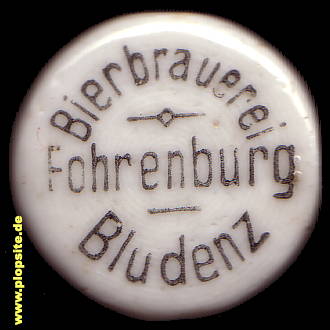 Bierbrauerei
Fohrenburg
Bludenz
www.plopsite.de